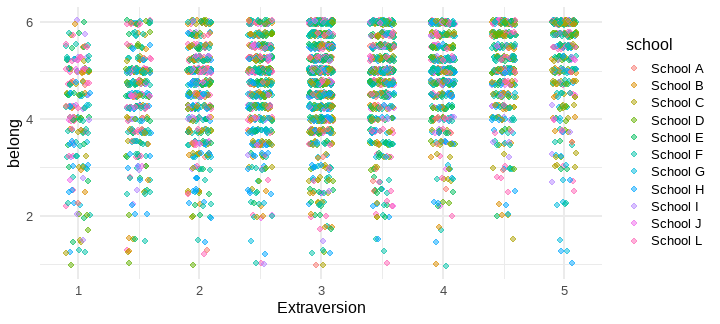 6
4
2
belong
1 2 3 4 5
Extraversion
school
School A
School B
School C
School D
School E
School F
School G
School H
School I
School J
School L